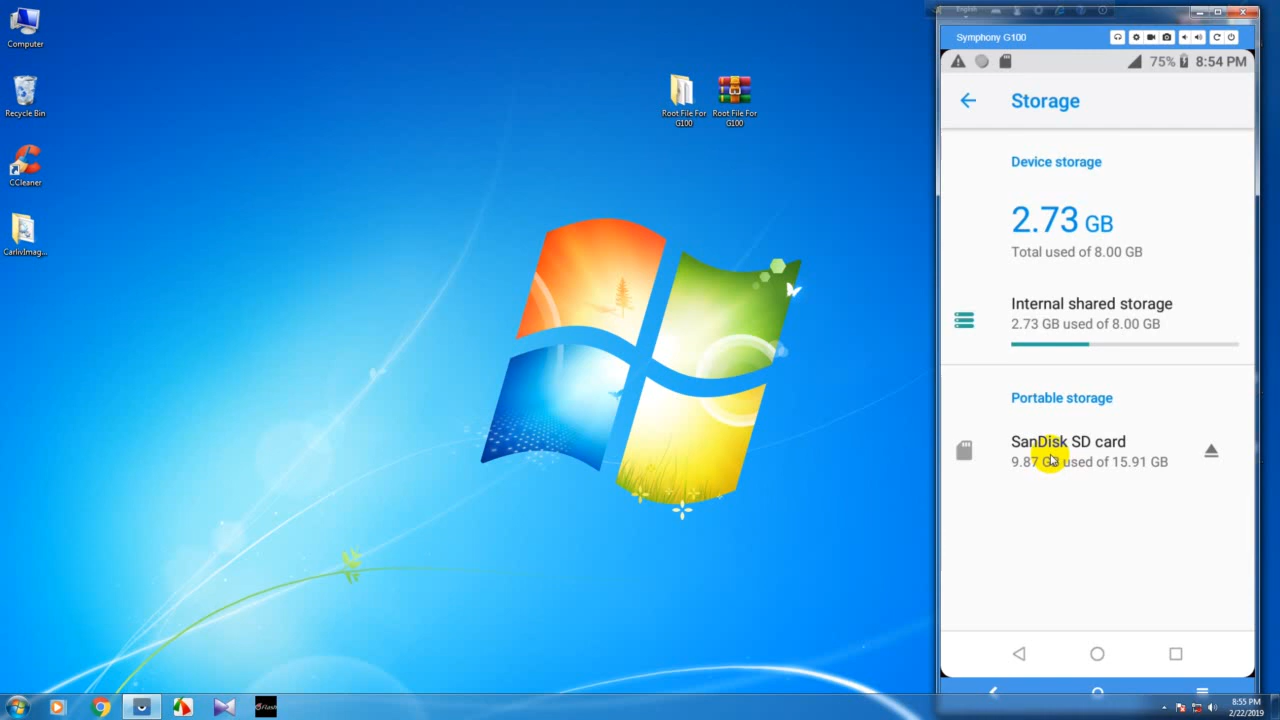 Computer
Recycle Bin
CCleaner
CarlivImag...
Root File For
G100
Root File For
G100
English
Symphony G100
75%
8:54 PM
Storage
Device storage
2.73 GB
Total used of 8.00 GB
Internal shared storage
2.73 GB used of 8.00 GB
Portable storage
SanDisk SD card
9.87 GB used of 15.91 GB
Flash
8:55 PM
2/22/2019